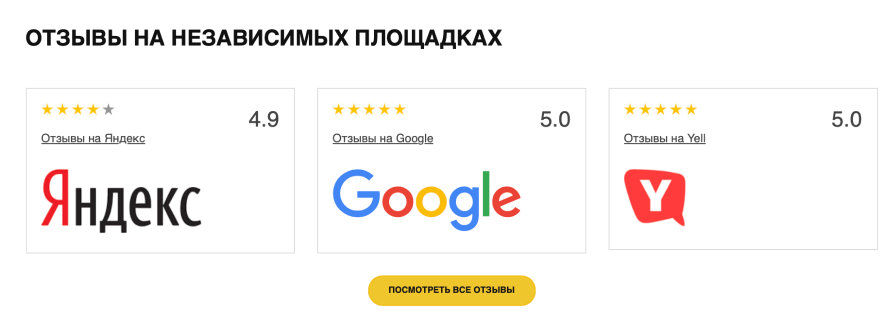 ОТЗЫВЫ НА НЕЗАВИСИМЫХ ПЛОЩАДКАХ
4.9
Отзывы на Яндекс
Яндекс
5.0
Отзывы на Google
Google
5.0
Отзывы на Yell
Y
ПОСМОТРЕТЬ ВСЕ ОТЗЫВЫ